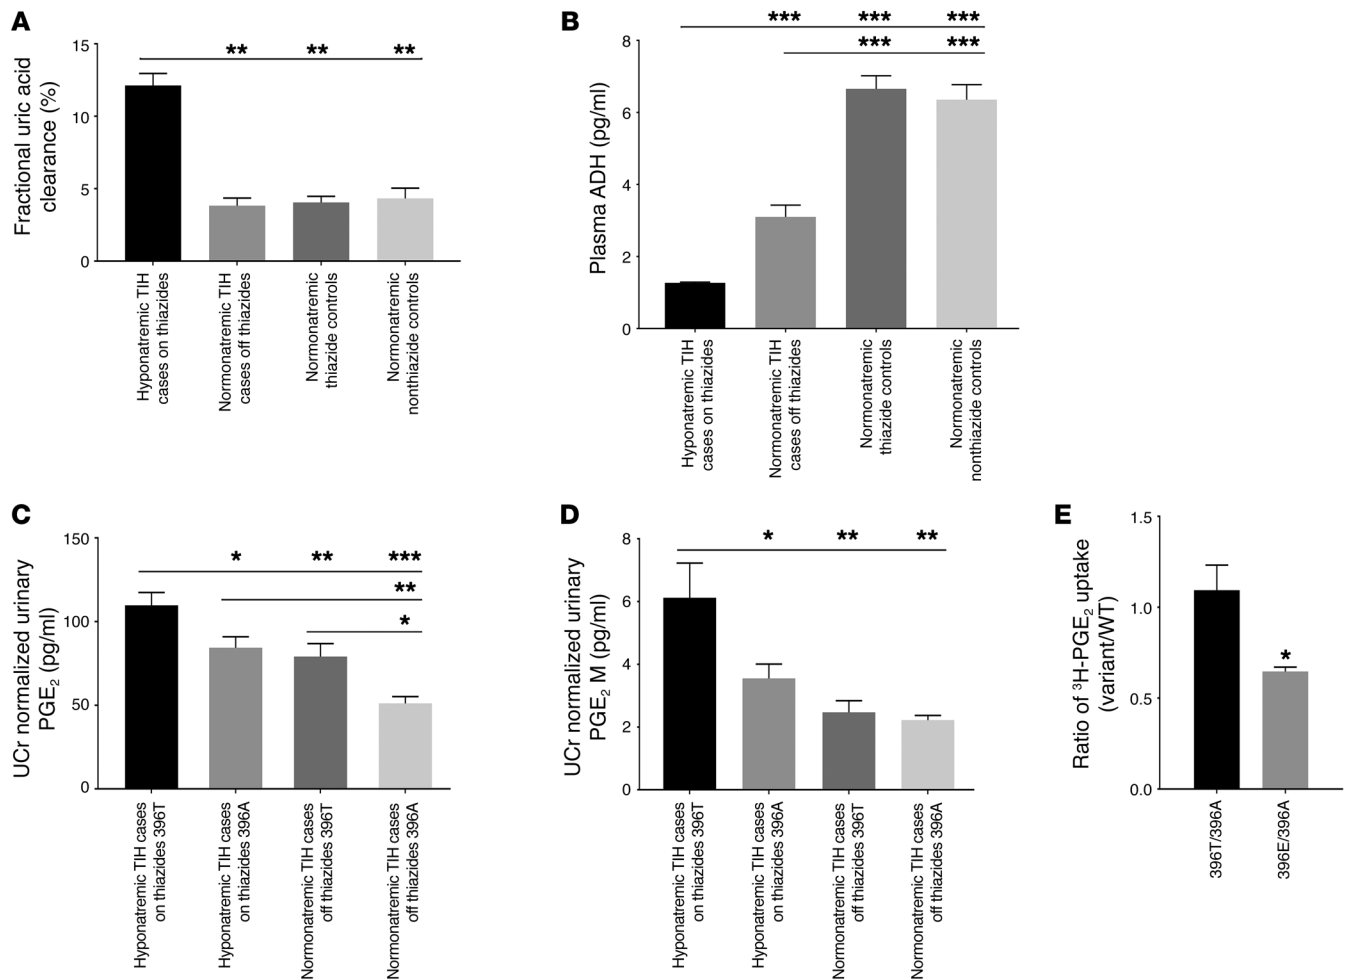 A
Fractional uric acid
clearance (%)
15
10
5
0
** ** **
Hyponatremic TIH
cases on thiazides
Normonatremic TIH
cases off thiazides
Normonatremic
thiazide controls
Normonatremic
nonthiazide controls
B
Plasma ADH (pg/ml)
8
6
4
2
0
*** *** ***
*** ***
Hyponatremic TIH
cases on thiazides
Normonatremic TIH
cases off thiazides
Normonatremic
thiazide controls
Normonatremic
nonthiazide controls
C
UCr normalized urinary
PGE₂ (pg/ml)
150
100
50
0
* ** ***
**
*
Hyponatremic TIH cases
on thiazides 396T
Hyponatremic TIH cases
on thiazides 396A
Normonatremic TIH cases
off thiazides 396T
Normonatremic TIH cases
off thiazides 396A
D
UCr normalized urinary
PGE₂ M (pg/ml)
8
6
4
2
0
* ** **
Hyponatremic TIH cases
on thiazides 396T
Hyponatremic TIH cases
on thiazides 396A
Normonatremic TIH cases
off thiazides 396T
Normonatremic TIH cases
off thiazides 396A
E
Ratio of ³H-PGE₂ uptake
(variant/WT)
1.5
1.0
0.5
0.0
*
396T/396A
396E/396A